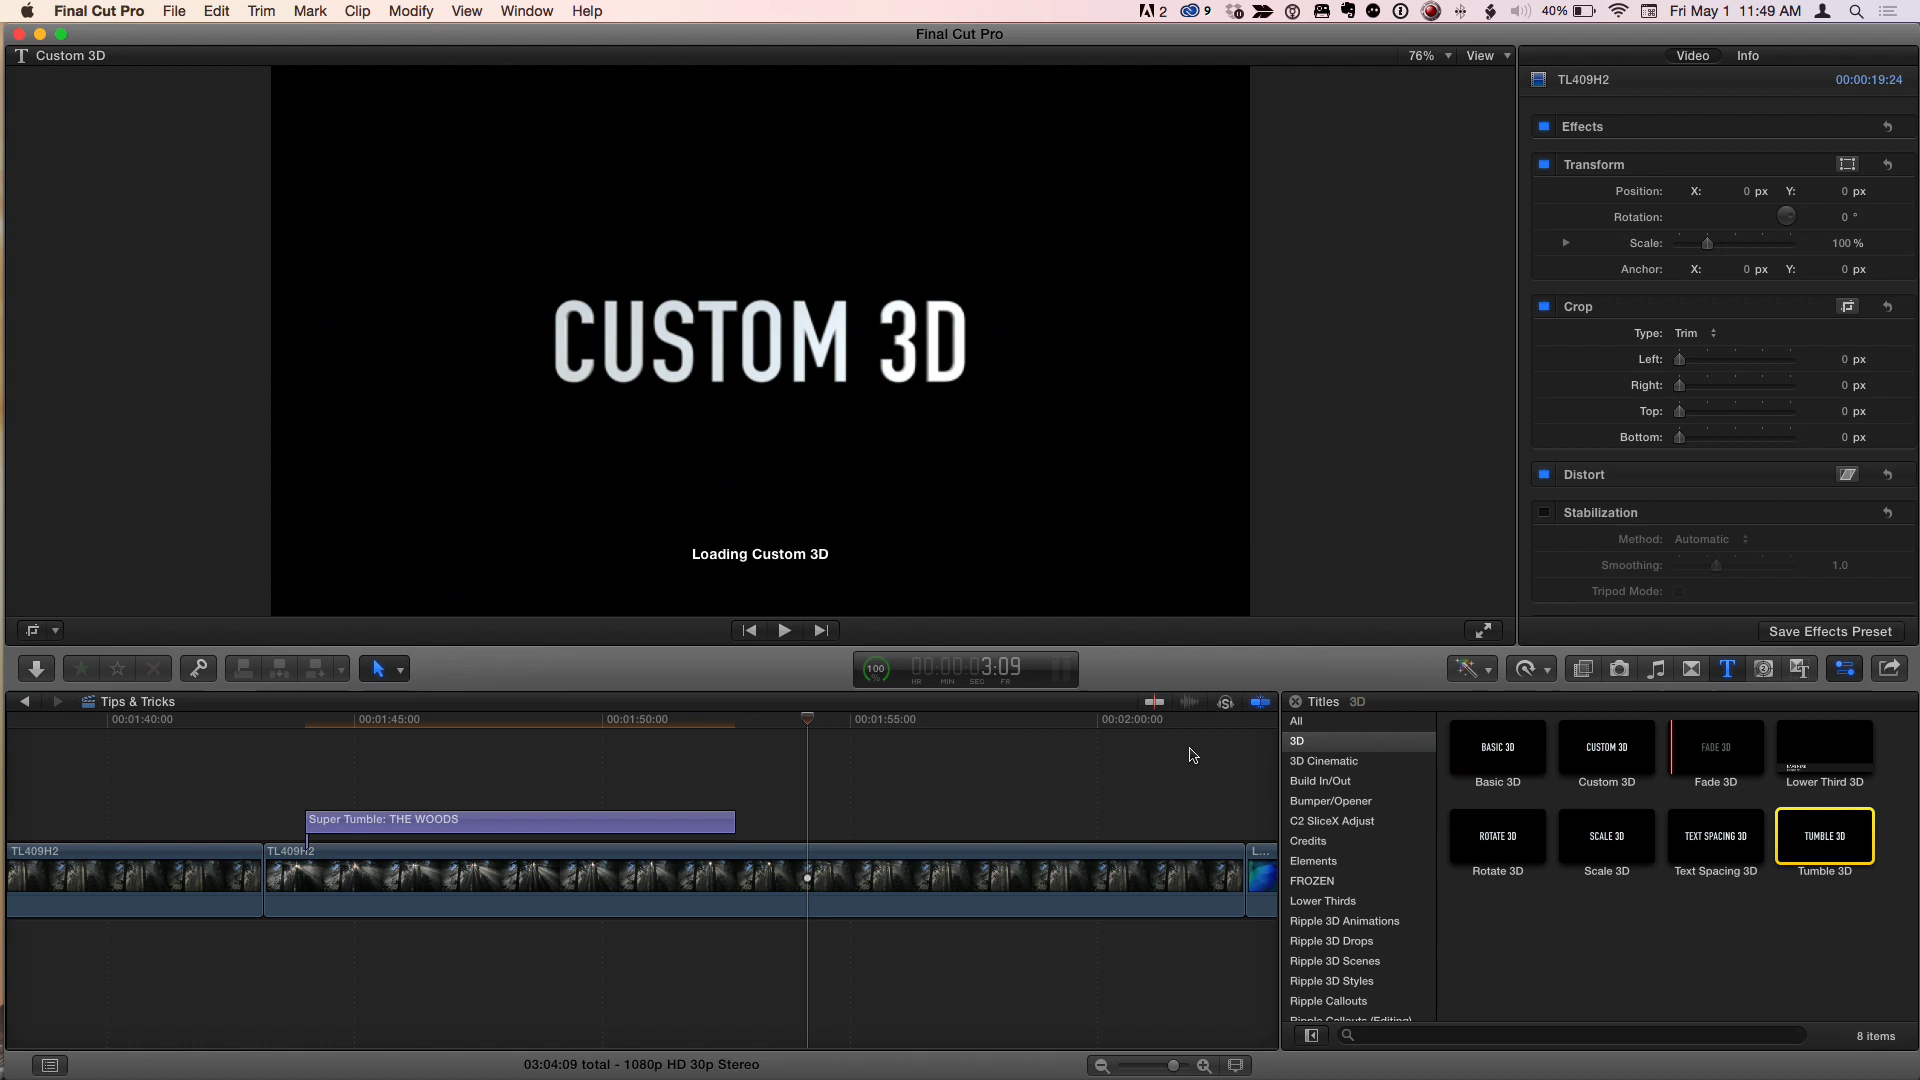 Final Cut Pro File Edit Trim Mark Clip Modify View Window Help 2 9 40% Fri May 1 11:49 AM
Final Cut Pro
Custom 3D 76% View Video Info
TL409H2 00:00:19:24
Effects
Transform
Position: X: 0 px Y: 0 px
Rotation: 0 °
Scale: 100 %
Anchor: X: 0 px Y: 0 px
Crop
Type: Trim
Left: 0 px
Right: 0 px
Top: 0 px
Bottom: 0 px
Distort
Stabilization
Method: Automatic
Smoothing: 1.0
Tripod Mode:
Save Effects Preset
CUSTOM 3D
Loading Custom 3D
100 % 00:00:03:09
HR MIN SEC FR
Tips & Tricks
00:01:40:00 00:01:45:00 00:01:50:00 00:01:55:00 00:02:00:00
Super Tumble: THE WOODS
TL409H2 TL409H2 L...
Titles 3D
All
3D
3D Cinematic
Build In/Out
Bumper/Opener
C2 SliceX Adjust
Credits
Elements
FROZEN
Lower Thirds
Ripple 3D Animations
Ripple 3D Drops
Ripple 3D Scenes
Ripple 3D Styles
Ripple Callouts
Ripple Callouts (Editing)
BASIC 3D CUSTOM 3D FADE 3D
Basic 3D Custom 3D Fade 3D Lower Third 3D
ROTATE 3D SCALE 3D TEXT SPACING 3D TUMBLE 3D
Rotate 3D Scale 3D Text Spacing 3D Tumble 3D
8 items
03:04:09 total - 1080p HD 30p Stereo